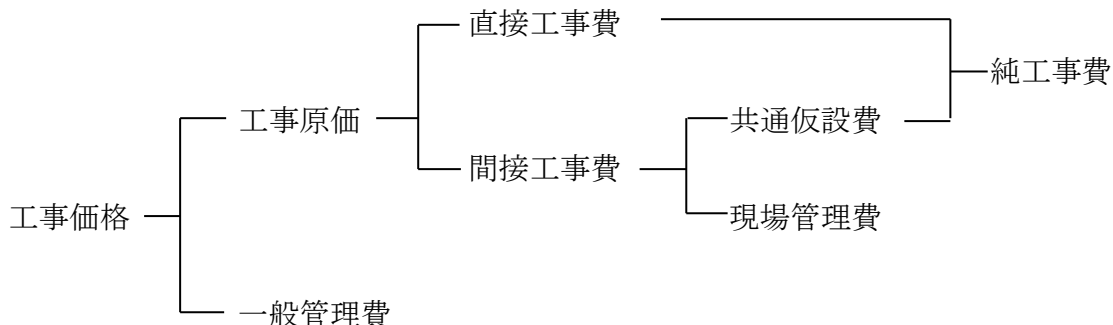 直接工事費
純工事費
工事原価
共通仮設費
間接工事費
工事価格
現場管理費
一般管理費